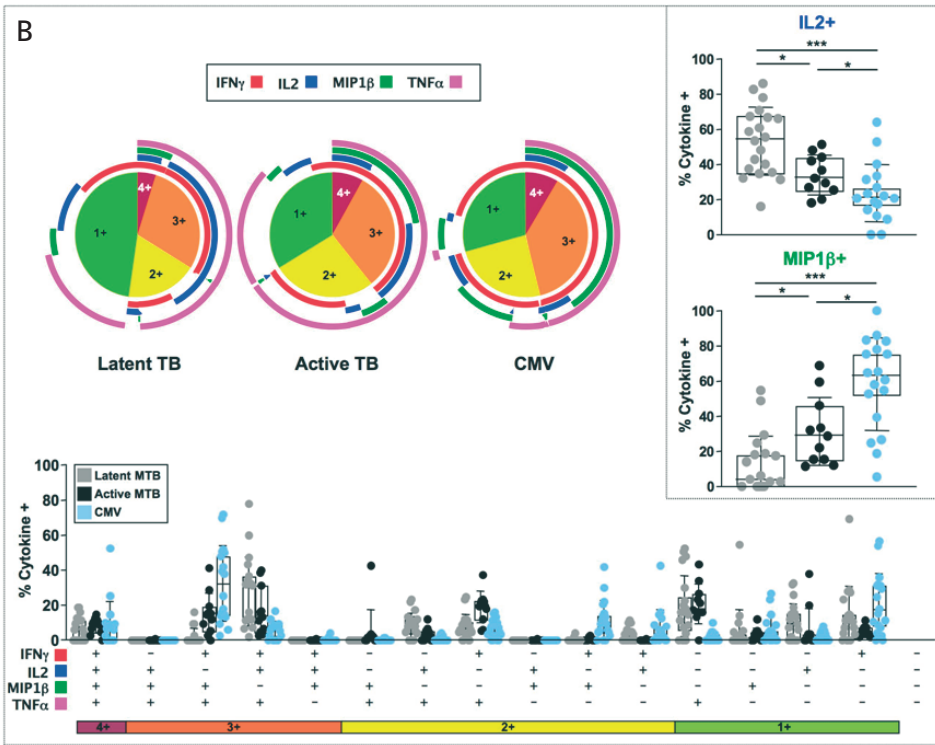 B
IFNγ IL2 MIP1β TNFα
4+
3+
2+
1+
Latent TB
4+
3+
2+
1+
Active TB
4+
3+
2+
1+
CMV
IL2+
***
* *
% Cytokine +
100
80
60
40
20
0
MIP1β+
***
* *
% Cytokine +
100
80
60
40
20
0
% Cytokine +
100
80
60
40
20
0
Latent MTB
Active MTB
CMV
IFNγ + – + + + – – + – + + – – – + –
IL2 + + – + – – + – + – + – – + – –
MIP1β + + + – + + – – + + – – + – – –
TNFα + + + + – + + + – – – + – – – –
4+ 3+ 2+ 1+